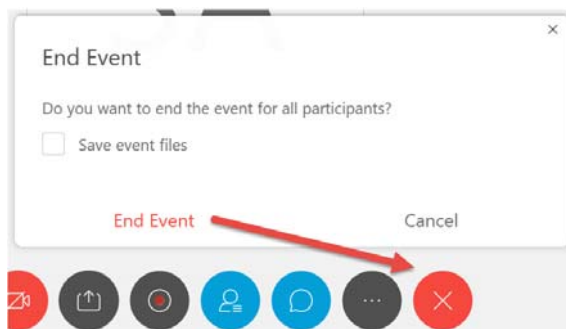 End Event
Do you want to end the event for all participants?
Save event files
End Event Cancel